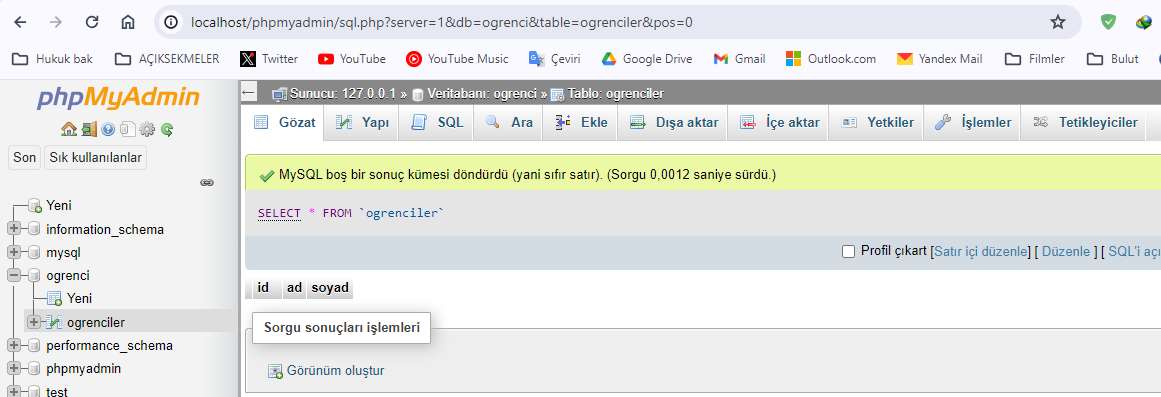 localhost/phpmyadmin/sql.php?server=1&db=ogrenci&table=ogrenciler&pos=0
Hukuk bak AÇIKSEKMELER Twitter YouTube YouTube Music Çeviri Google Drive Gmail Outlook.com Yandex Mail Filmler Bulut
phpMyAdmin
Son Sık kullanılanlar
Yeni
information_schema
mysql
ogrenci
Yeni
ogrenciler
performance_schema
phpmyadmin
test
Sunucu: 127.0.0.1 » Veritabanı: ogrenci » Tablo: ogrenciler
Gözat Yapı SQL Ara Ekle Dışa aktar İçe aktar Yetkiler İşlemler Tetikleyiciler
MySQL boş bir sonuç kümesi döndürdü (yani sıfır satır). (Sorgu 0,0012 saniye sürdü.)
SELECT * FROM `ogrenciler`
Profil çıkart [Satır içi düzenle] [ Düzenle ] [ SQL'i açı
id ad soyad
Sorgu sonuçları işlemleri
Görünüm oluştur